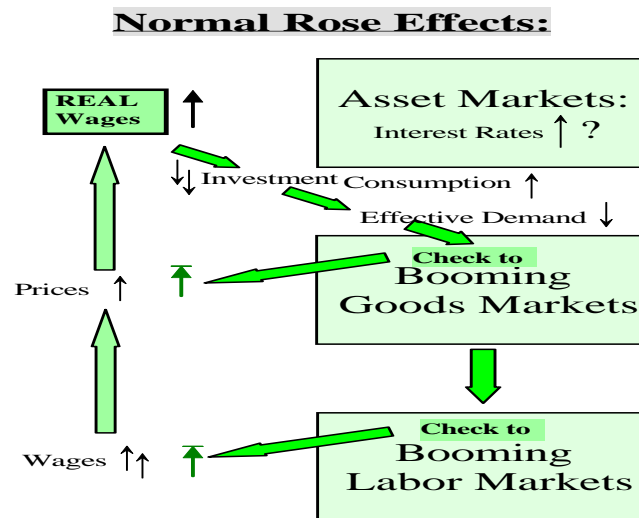 Normal Rose Effects:
REAL
Wages
Asset Markets:
Interest Rates ↑ ?
Investment
Consumption ↑
Effective Demand ↓
Check to
Booming
Goods Markets
Prices ↑
Check to
Booming
Labor Markets
Wages ↑↑